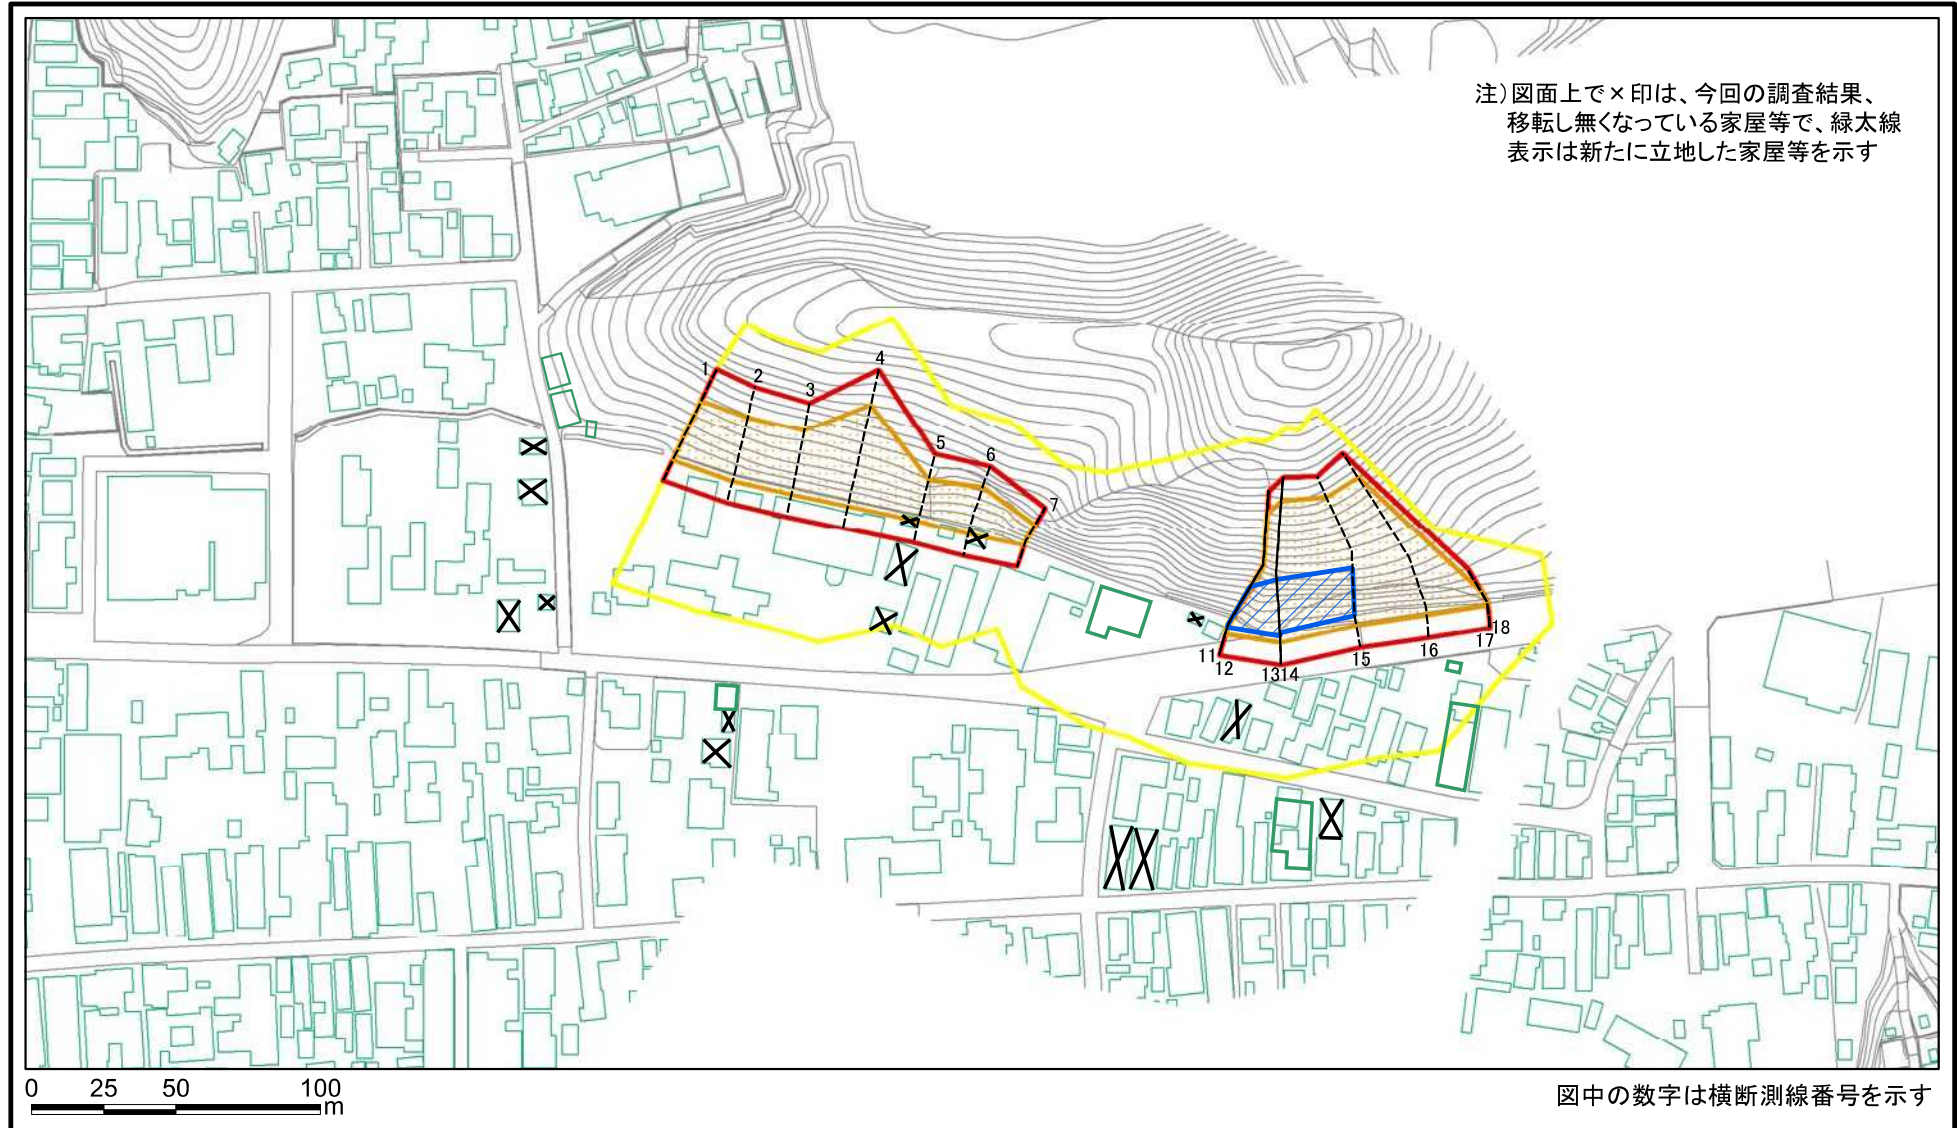 注）図面上で×印は、今回の調査結果、
移転し無くなっている家屋等で、緑太線
表示は新たに立地した家屋等を示す
1
2
3
4
5
6
7
11
12
1314
15
16
17
18
0 25 50 100
m
図中の数字は横断測線番号を示す